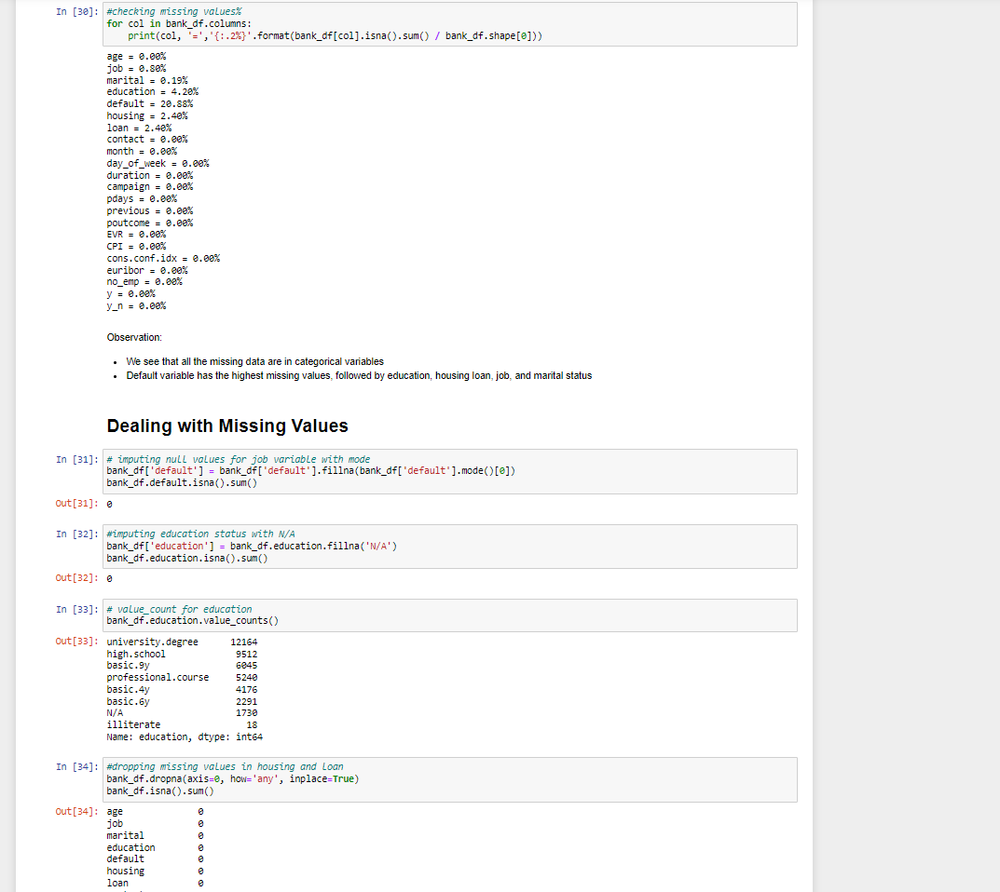 In [30]: #checking missing values%
for col in bank_df.columns:
    print(col, '=','{:.2%}'.format(bank_df[col].isna().sum() / bank_df.shape[0]))
age = 0.00%
job = 0.80%
marital = 0.19%
education = 4.20%
default = 20.88%
housing = 2.40%
loan = 2.40%
contact = 0.00%
month = 0.00%
day_of_week = 0.00%
duration = 0.00%
campaign = 0.00%
pdays = 0.00%
previous = 0.00%
poutcome = 0.00%
EVR = 0.00%
CPI = 0.00%
cons.conf.idx = 0.00%
euribor = 0.00%
no_emp = 0.00%
y = 0.00%
y_n = 0.00%
Observation:
• We see that all the missing data are in categorical variables
• Default variable has the highest missing values, followed by education, housing loan, job, and marital status
Dealing with Missing Values
In [31]: # imputing null values for job variable with mode
bank_df['default'] = bank_df['default'].fillna(bank_df['default'].mode()[0])
bank_df.default.isna().sum()
Out[31]: 0
In [32]: #imputing education status with N/A
bank_df['education'] = bank_df.education.fillna('N/A')
bank_df.education.isna().sum()
Out[32]: 0
In [33]: # value_count for education
bank_df.education.value_counts()
Out[33]: university.degree 12164
high.school 9512
basic.9y 6045
professional.course 5240
basic.4y 4176
basic.6y 2291
N/A 1730
illiterate 18
Name: education, dtype: int64
In [34]: #dropping missing values in housing and loan
bank_df.dropna(axis=0, how='any', inplace=True)
bank_df.isna().sum()
Out[34]: age 0
job 0
marital 0
education 0
default 0
housing 0
loan 0